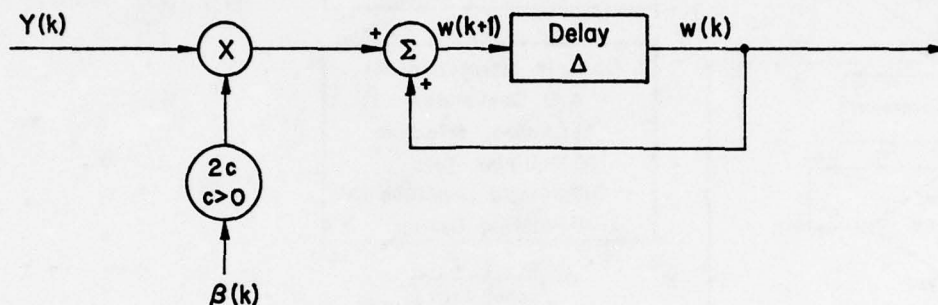 Y(k)
X
+
Σ
+
w(k+1)
Delay
Δ
w(k)
2c
c>0
β(k)